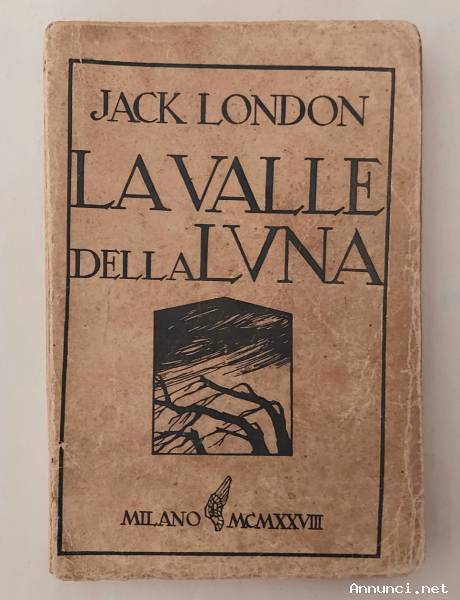 JACK LONDON
LA VALLE
DELLA LVNA
MILANO MCMXXVIII
Annunci.net